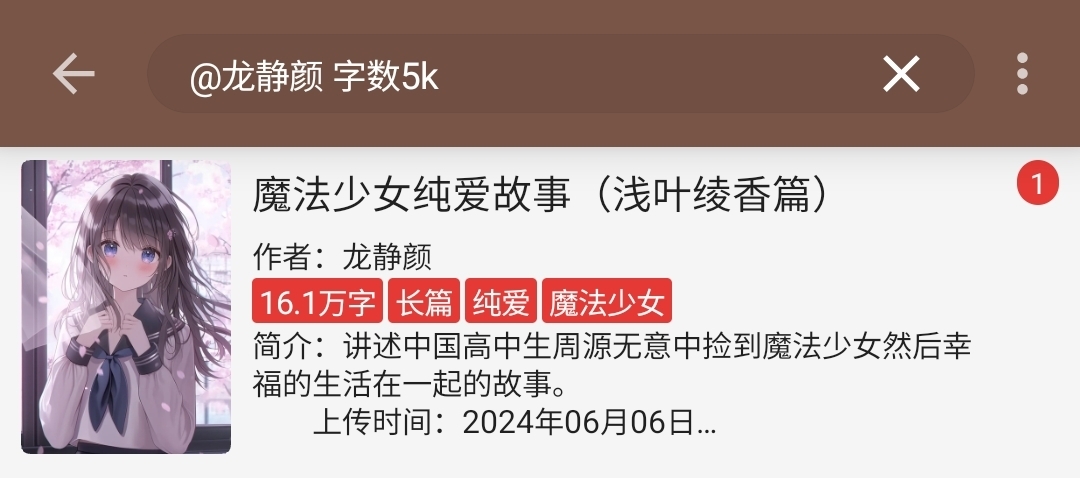 @龙静颜 字数5k
魔法少女纯爱故事（浅叶绫香篇）
1
作者：龙静颜
16.1万字 长篇 纯爱 魔法少女
简介：讲述中国高中生周源无意中捡到魔法少女然后幸
福的生活在一起的故事。
上传时间：2024年06月06日…